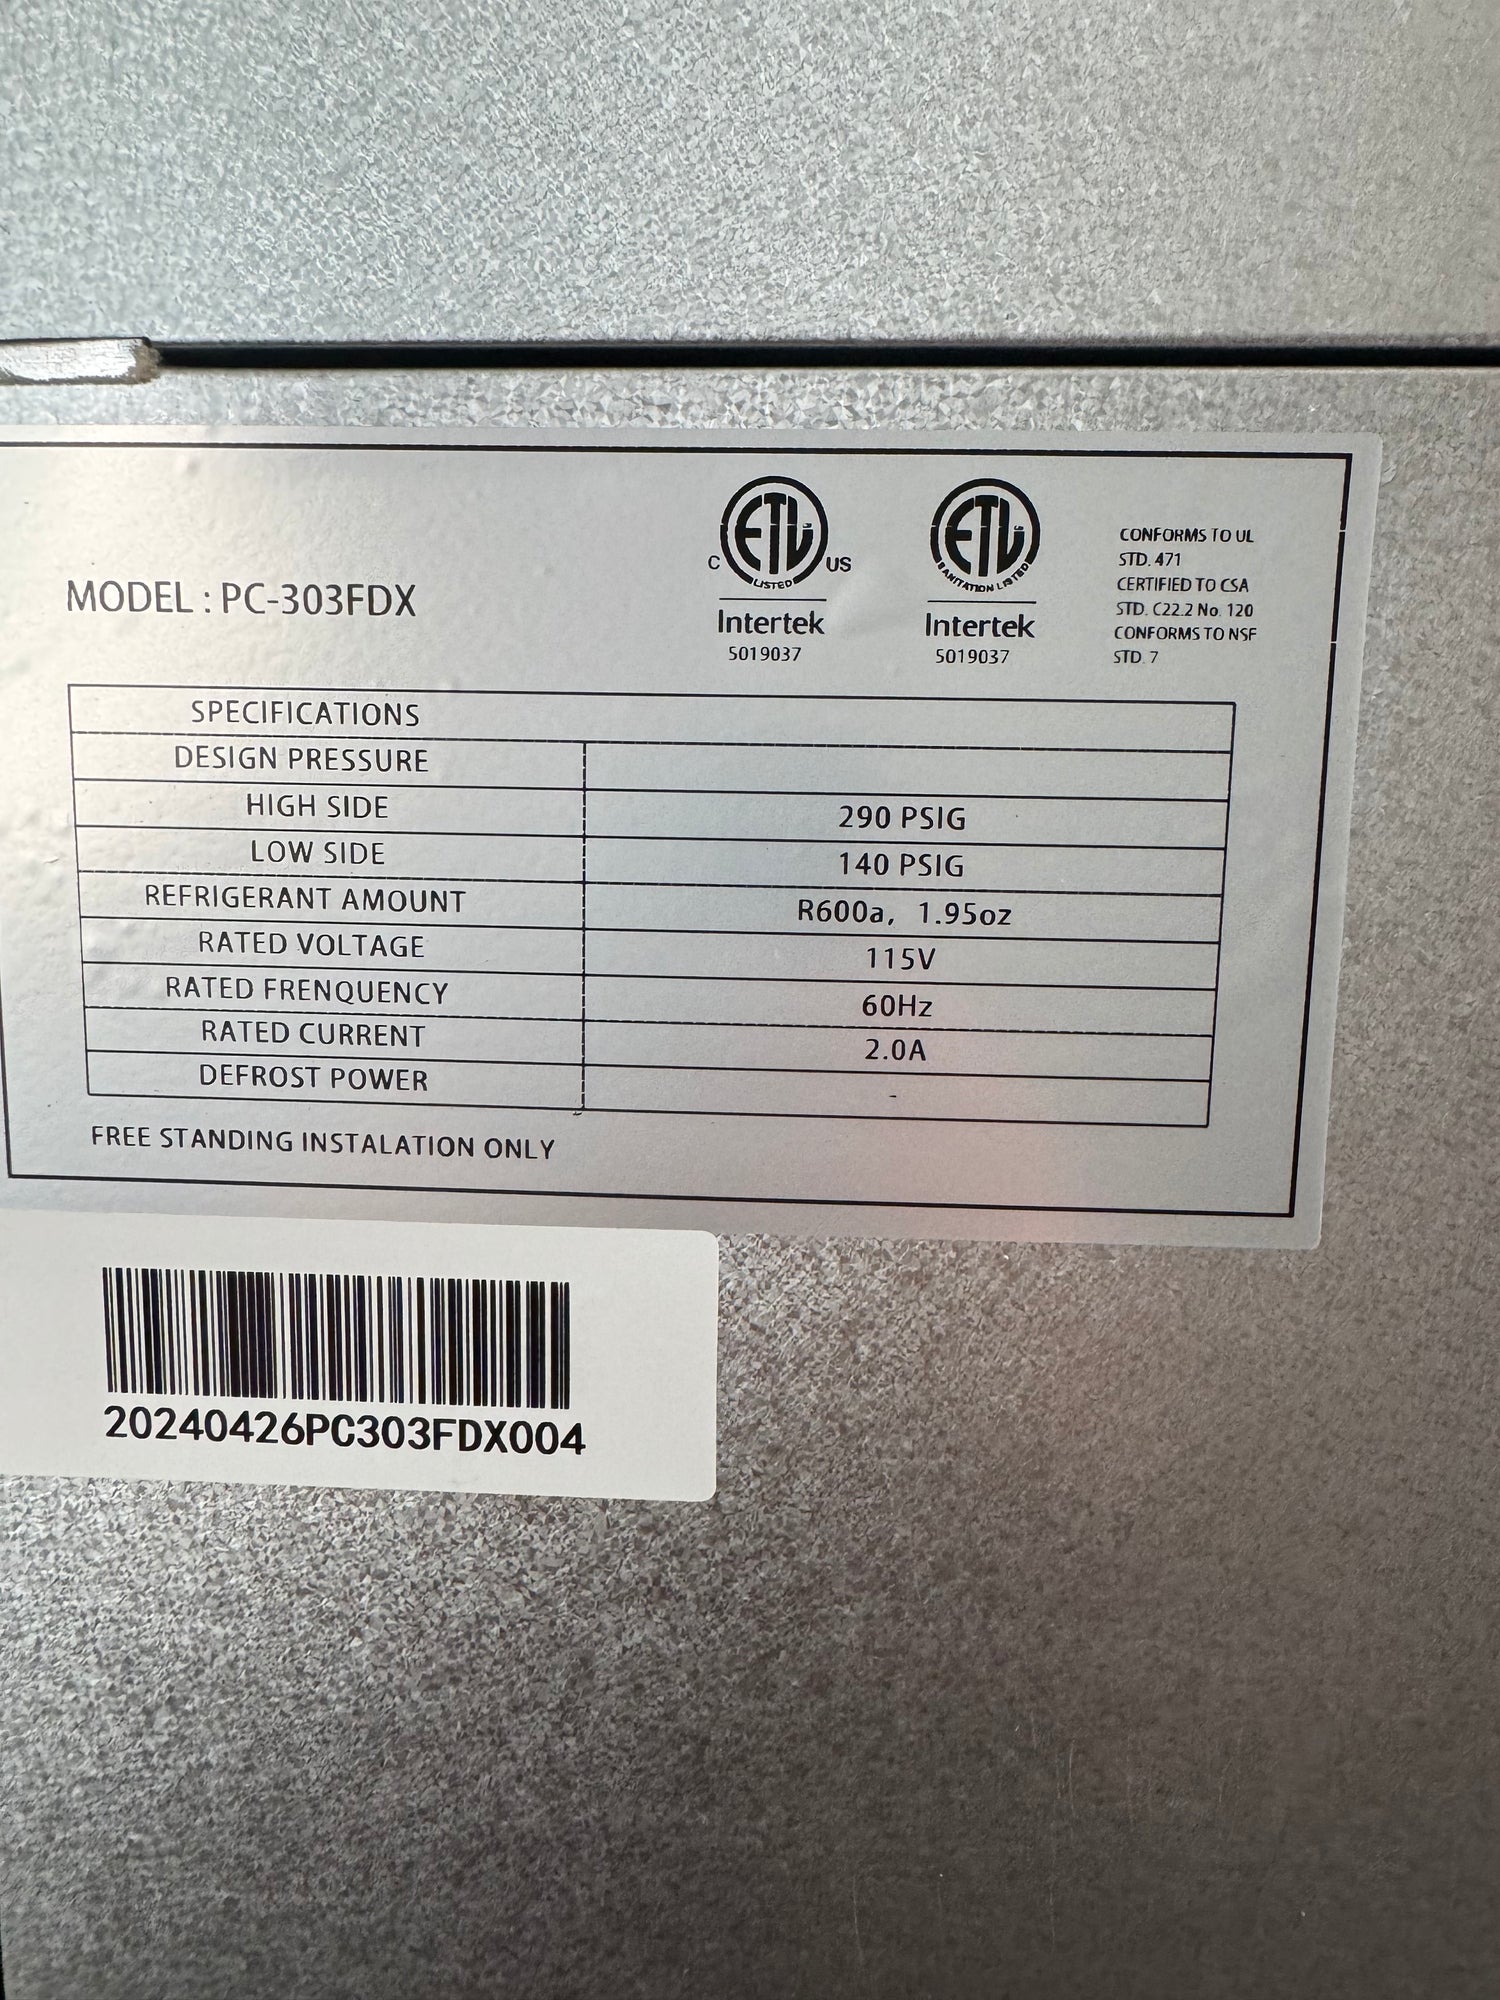 MODEL : PC-303FDX
ETL
C US
LISTED
Intertek
5019037
ETL
SANITATION LISTED
Intertek
5019037
CONFORMS TO UL
STD. 471
CERTIFIED TO CSA
STD. C22.2 No. 120
CONFORMS TO NSF
STD. 7
SPECIFICATIONS
DESIGN PRESSURE
HIGH SIDE 290 PSIG
LOW SIDE 140 PSIG
REFRIGERANT AMOUNT R600a, 1.95oz
RATED VOLTAGE 115V
RATED FRENQUENCY 60Hz
RATED CURRENT 2.0A
DEFROST POWER -
FREE STANDING INSTALATION ONLY
20240426PC303FDX004